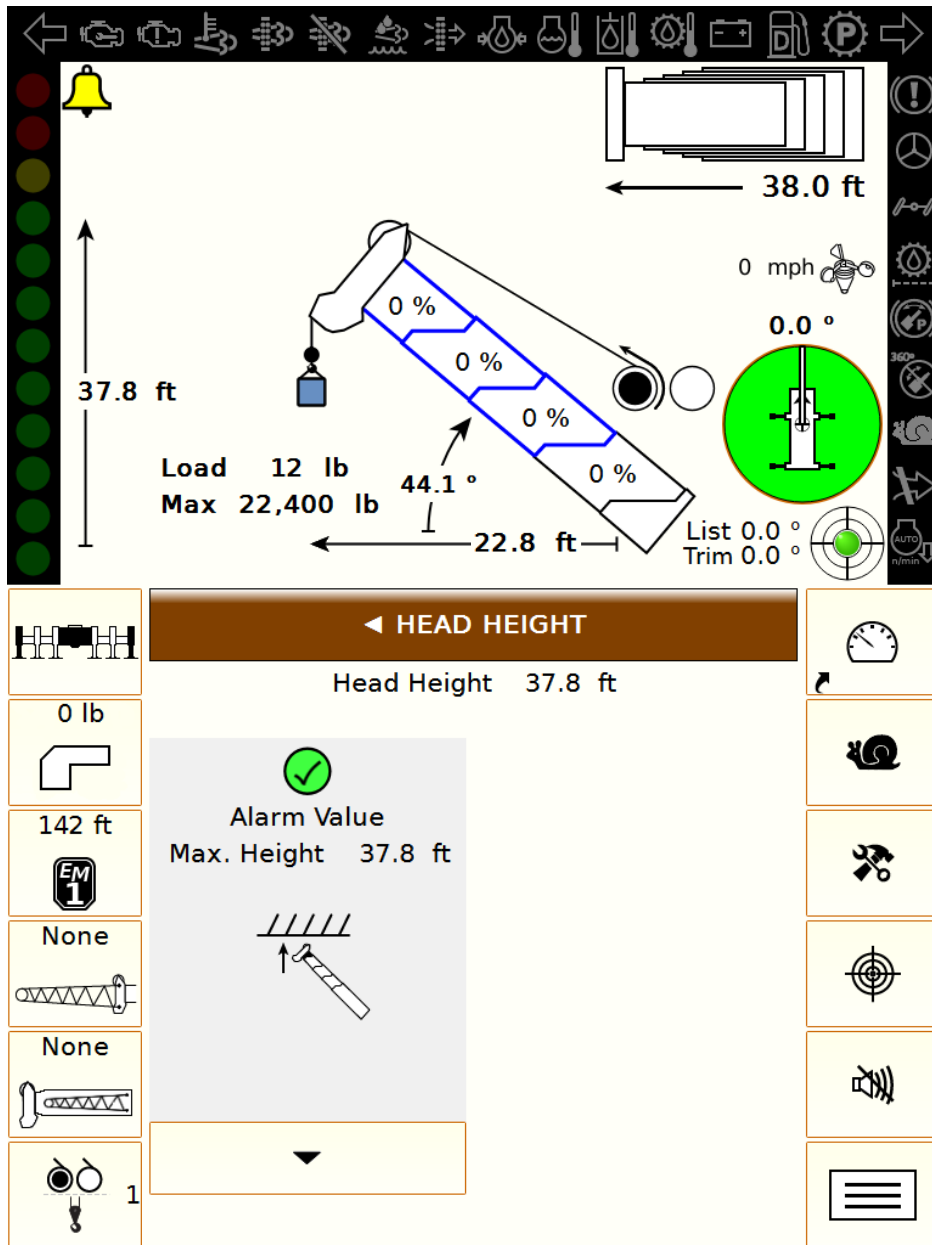 D
P
38.0 ft
0 mph
P
0.0 º
360º
0 %
0 %
37.8 ft
0 %
Load 12 lb
Max 22,400 lb
44.1 º
0 %
22.8 ft
List 0.0 º
Trim 0.0 º
AUTO
n/min
◄ HEAD HEIGHT
Head Height 37.8 ft
0 lb
Alarm Value
Max. Height 37.8 ft
142 ft
EM
1
None
None
1